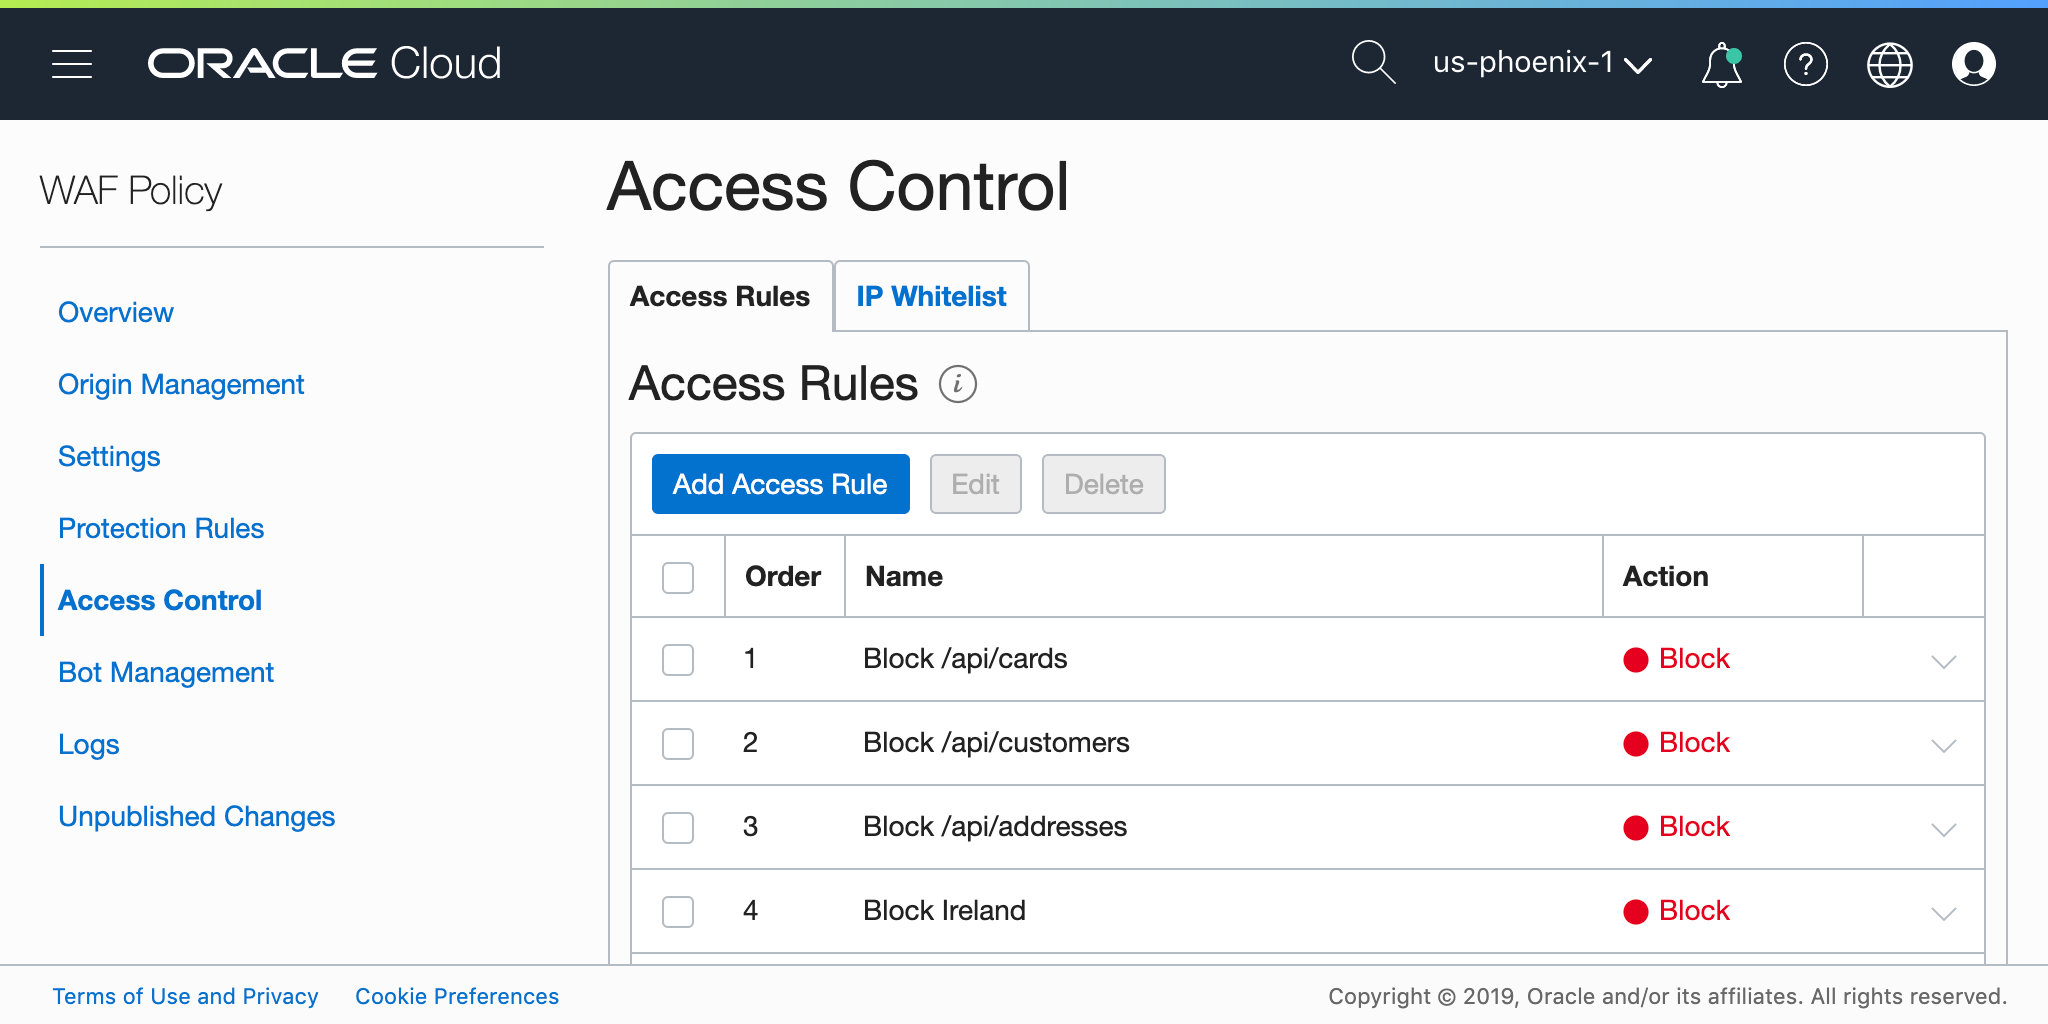 ORACLE Cloud
us-phoenix-1
WAF Policy
Overview
Origin Management
Settings
Protection Rules
Access Control
Bot Management
Logs
Unpublished Changes
Access Control
Access Rules
IP Whitelist
Access Rules
Add Access Rule
Edit
Delete
Order
Name
Action
1 Block /api/cards Block
2 Block /api/customers Block
3 Block /api/addresses Block
4 Block Ireland Block
Terms of Use and Privacy
Cookie Preferences
Copyright © 2019, Oracle and/or its affiliates. All rights reserved.